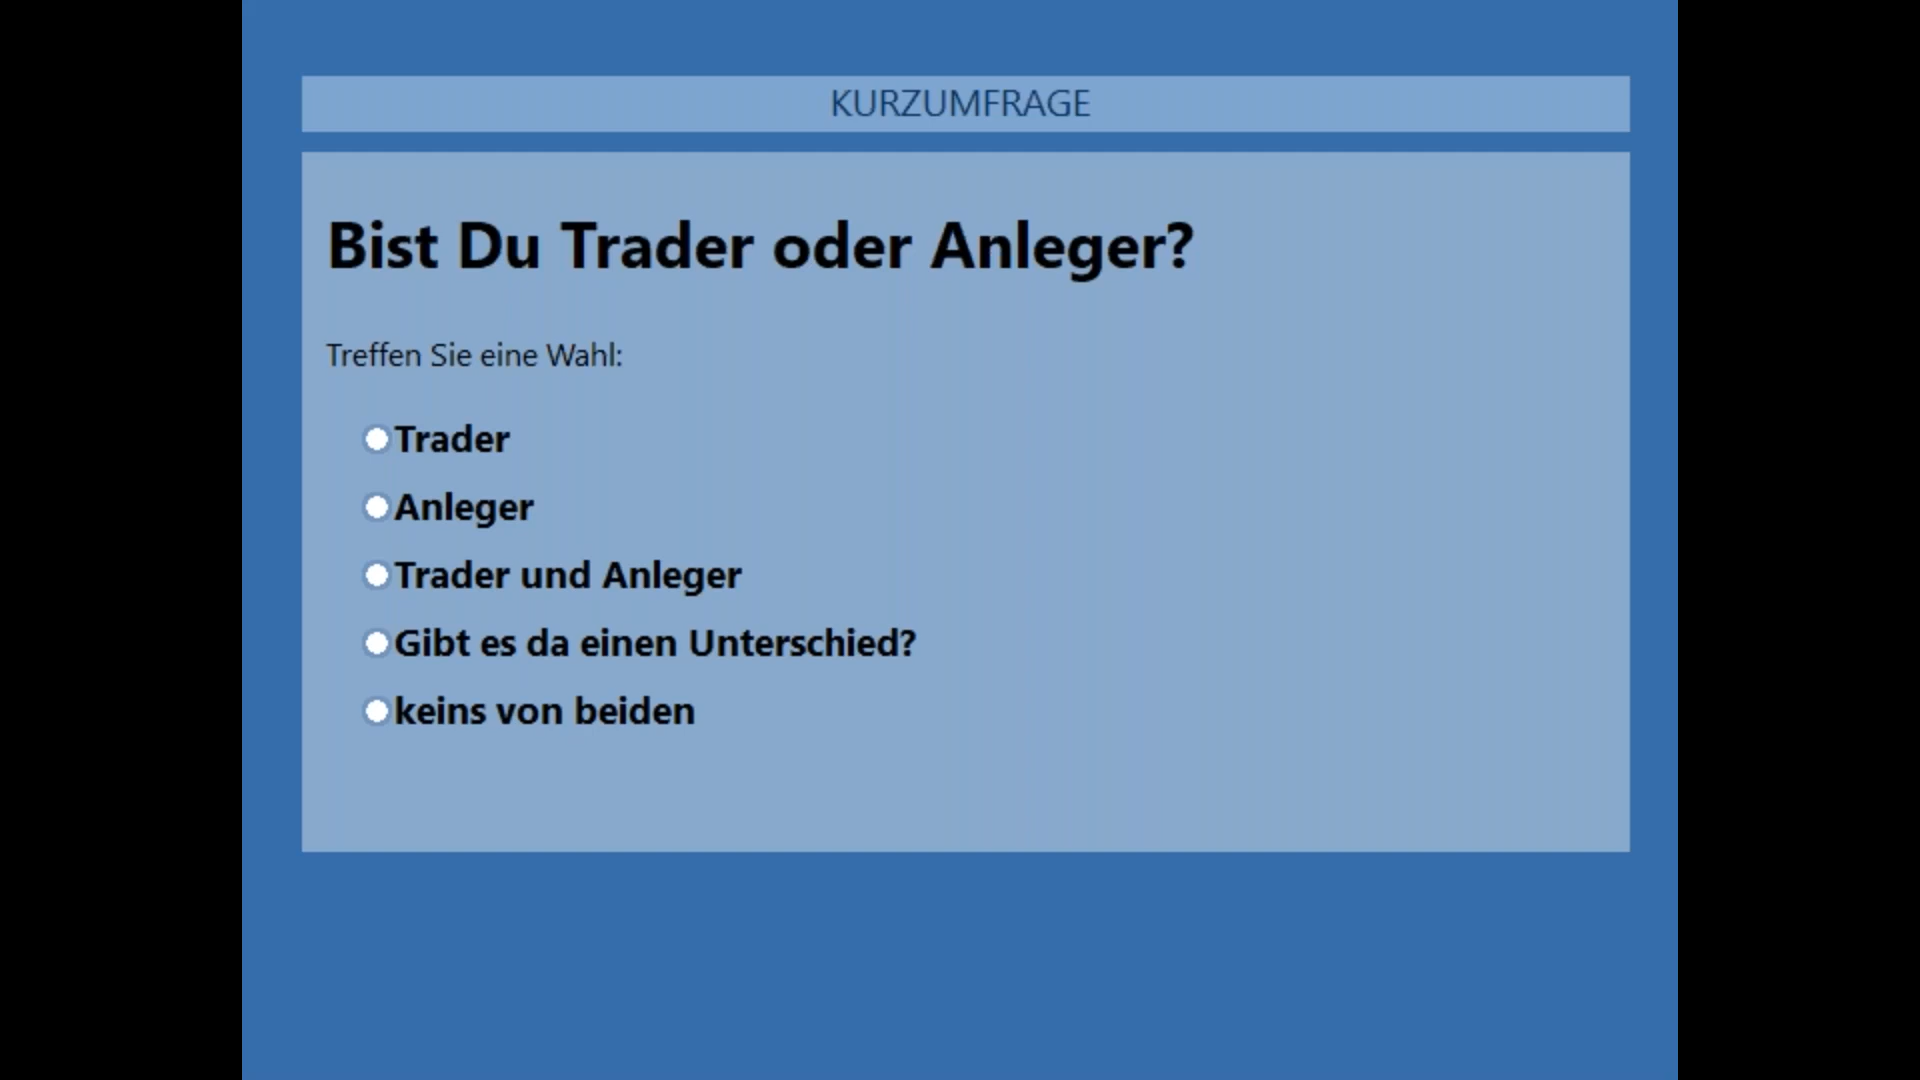 KURZUMFRAGE
Bist Du Trader oder Anleger?
Treffen Sie eine Wahl:
Trader
Anleger
Trader und Anleger
Gibt es da einen Unterschied?
keins von beiden